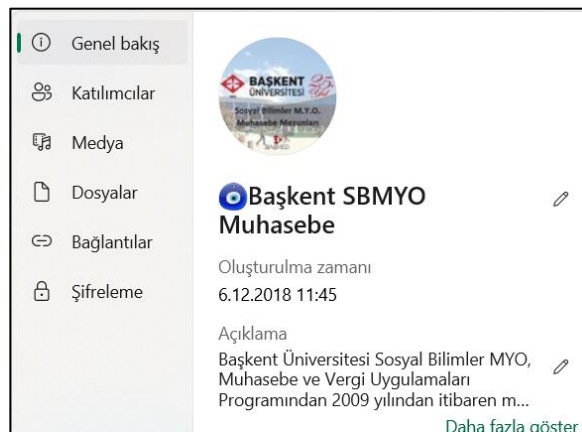 Genel bakış
Katılımcılar
Medya
Dosyalar
Bağlantılar
Şifreleme
BAŞKENT
ÜNİVERSİTESİ
Sosyal Bilimler M.Y.O.
Muhasebe Mezunları
🧿Başkent SBMYO
Muhasebe
Oluşturulma zamanı
6.12.2018 11:45
Açıklama
Başkent Üniversitesi Sosyal Bilimler MYO,
Muhasebe ve Vergi Uygulamaları
Programından 2009 yılından itibaren m...
Daha fazla göster